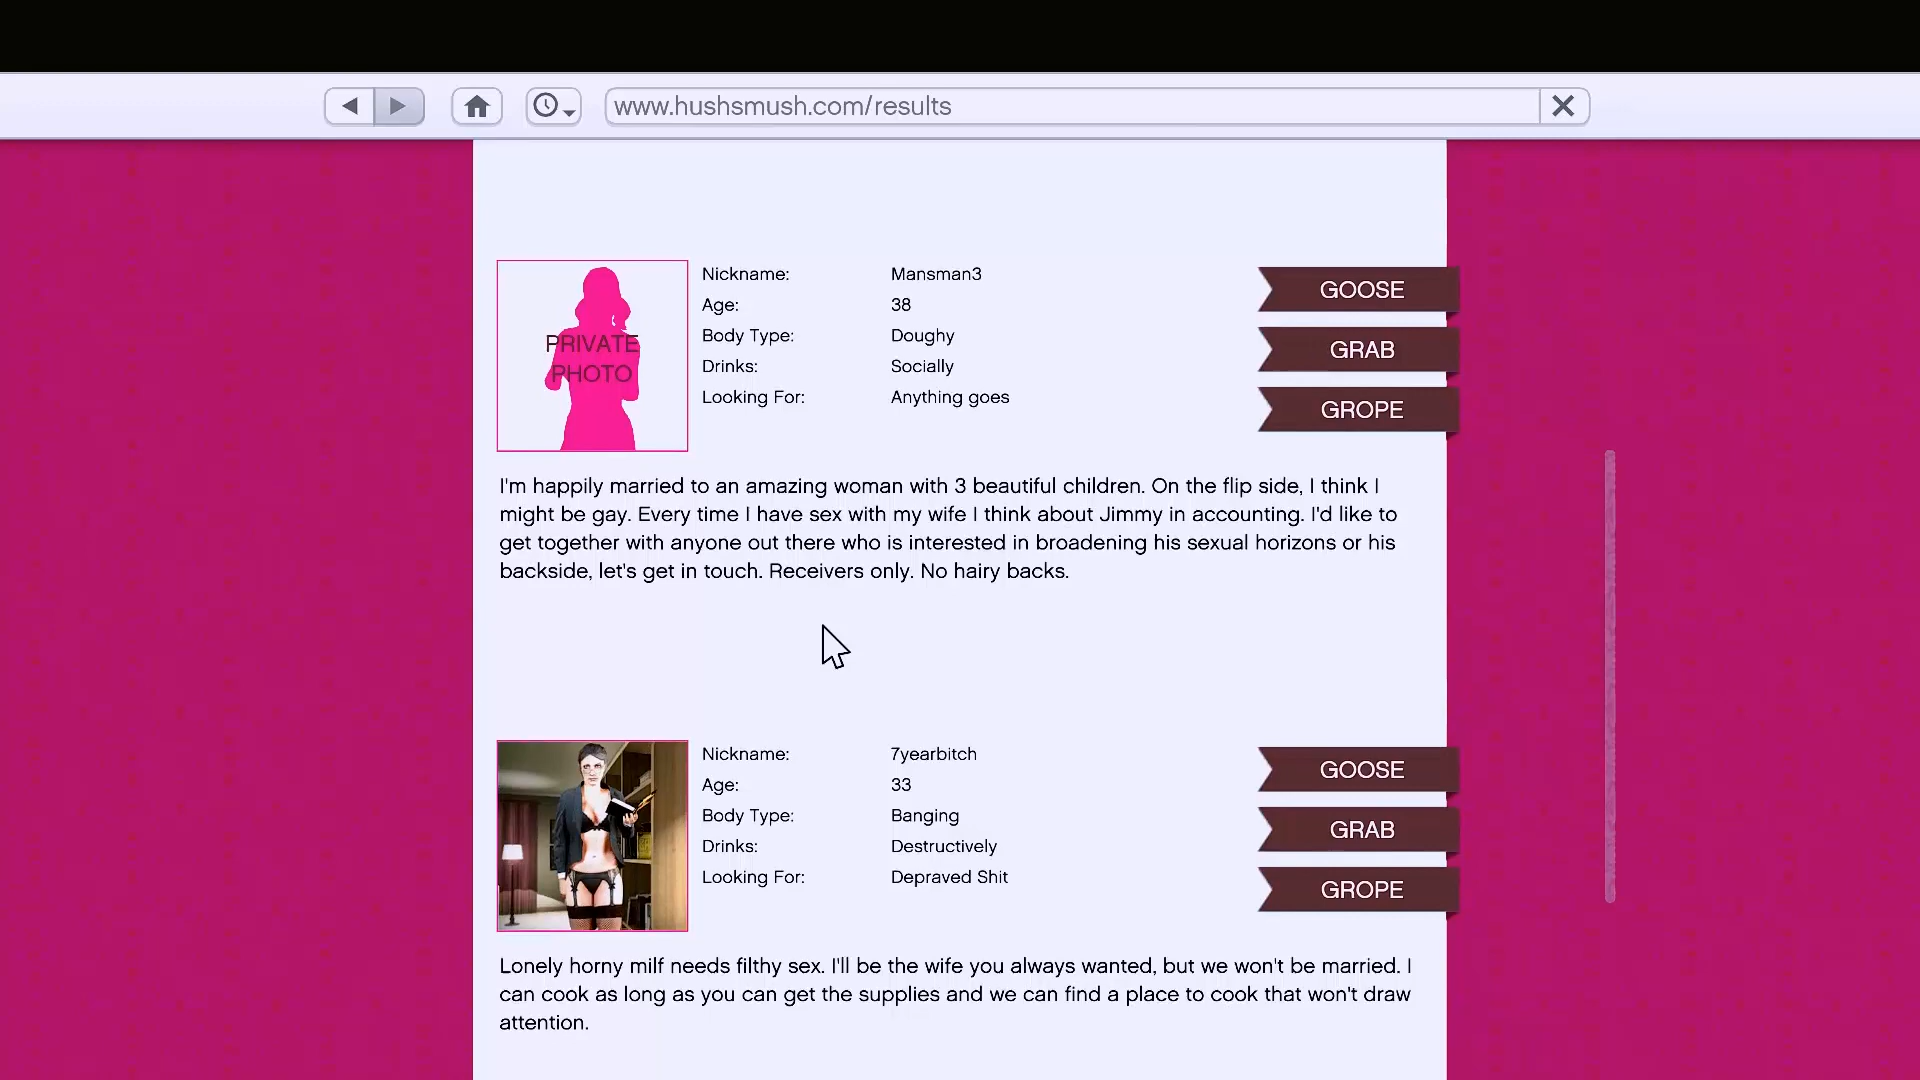 www.hushsmush.com/results
PRIVATE
PHOTO
Nickname: Mansman3
Age: 38
Body Type: Doughy
Drinks: Socially
Looking For: Anything goes
GOOSE
GRAB
GROPE
I'm happily married to an amazing woman with 3 beautiful children. On the flip side, I think I
might be gay. Every time I have sex with my wife I think about Jimmy in accounting. I'd like to
get together with anyone out there who is interested in broadening his sexual horizons or his
backside, let's get in touch. Receivers only. No hairy backs.
Nickname: 7yearbitch
Age: 33
Body Type: Banging
Drinks: Destructively
Looking For: Depraved Shit
GOOSE
GRAB
GROPE
Lonely horny milf needs filthy sex. I'll be the wife you always wanted, but we won't be married. I
can cook as long as you can get the supplies and we can find a place to cook that won't draw
attention.